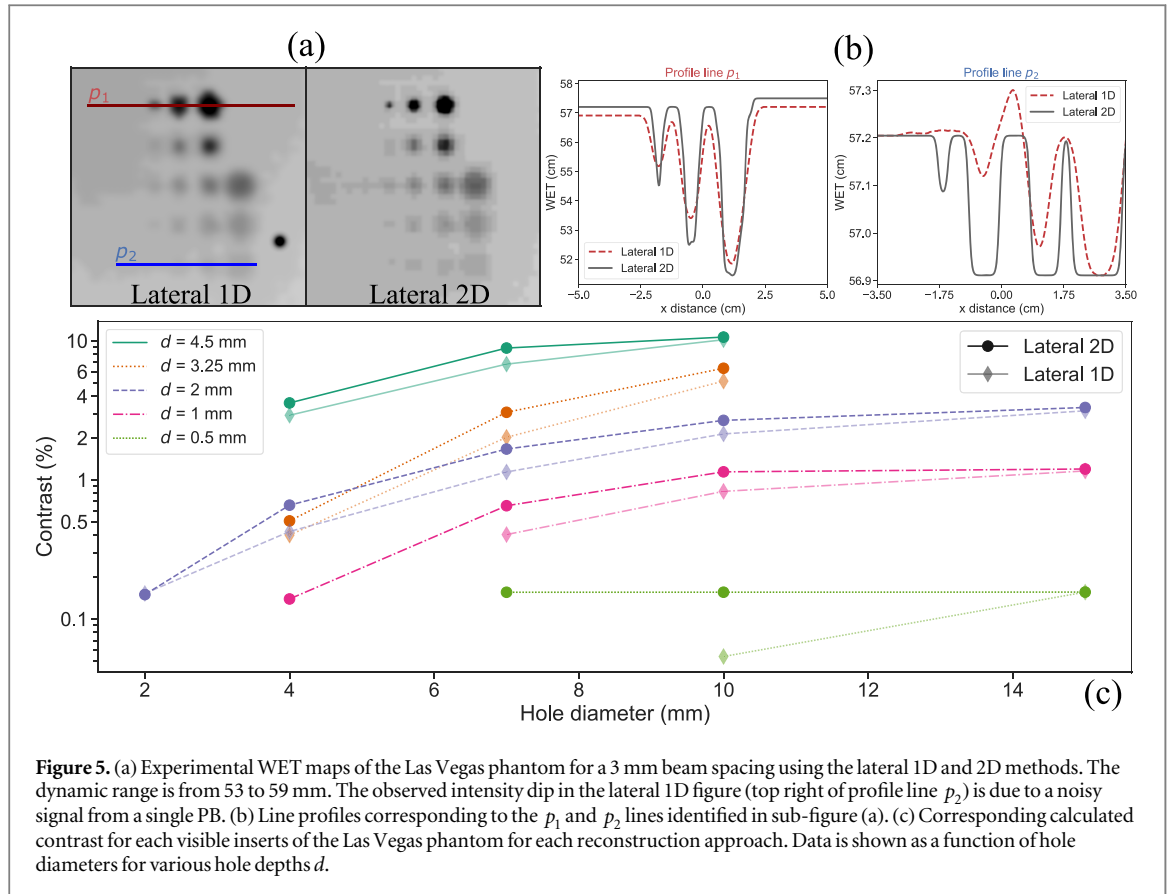 (a)
(b)
p₁
p₂
Lateral 1D
Lateral 2D
Profile line p₁
58
57
56
55
54
53
52
WET (cm)
Lateral 1D
Lateral 2D
−5.0 −2.5 0.0 2.5 5.0
x distance (cm)
Profile line p₂
57.3
57.2
57.1
57.0
56.9
WET (cm)
Lateral 1D
Lateral 2D
−3.50 −1.75 0.00 1.75 3.50
x distance (cm)
d = 4.5 mm
d = 3.25 mm
d = 2 mm
d = 1 mm
d = 0.5 mm
Lateral 2D
Lateral 1D
10
6
4
2
1
0.5
0.1
Contrast (%)
2 4 6 8 10 12 14
Hole diameter (mm)
(c)
Figure 5. (a) Experimental WET maps of the Las Vegas phantom for a 3 mm beam spacing using the lateral 1D and 2D methods. The
dynamic range is from 53 to 59 mm. The observed intensity dip in the lateral 1D figure (top right of profile line p₂) is due to a noisy
signal from a single PB. (b) Line profiles corresponding to the p₁ and p₂ lines identified in sub-figure (a). (c) Corresponding calculated
contrast for each visible inserts of the Las Vegas phantom for each reconstruction approach. Data is shown as a function of hole
diameters for various hole depths d.